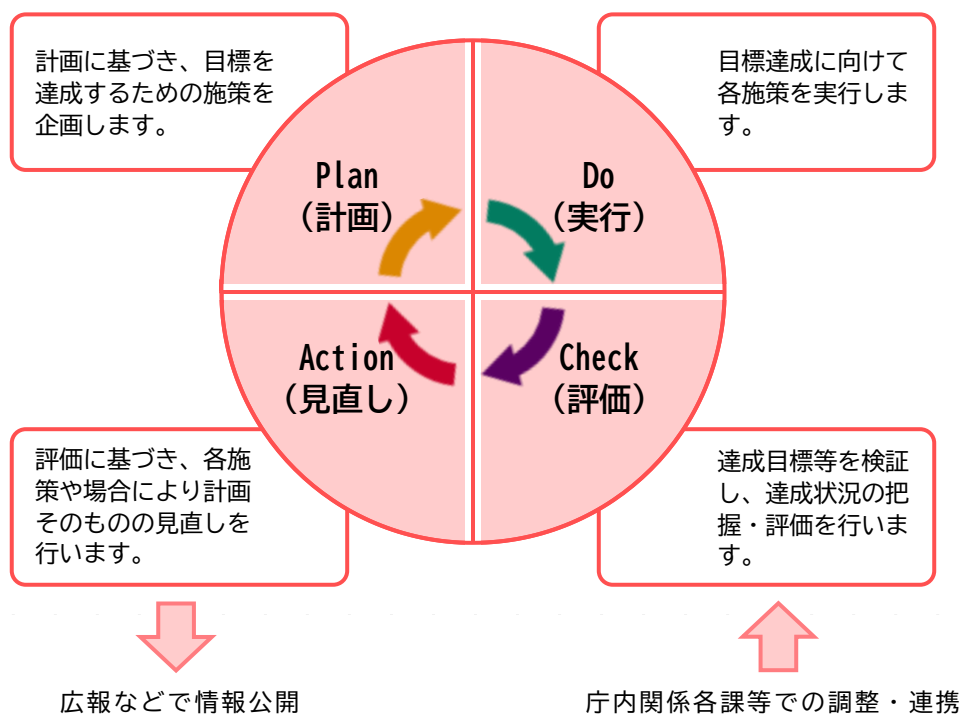 計画に基づき、目標を
達成するための施策を
企画します。
目標達成に向けて
各施策を実行しま
す。
Plan
(計画)
Do
(実行)
Action
(見直し)
Check
(評価)
評価に基づき、各施
策や場合により計画
そのものの見直しを
行います。
達成目標等を検証
し、達成状況の把
握・評価を行いま
す。
広報などで情報公開
庁内関係各課等での調整・連携